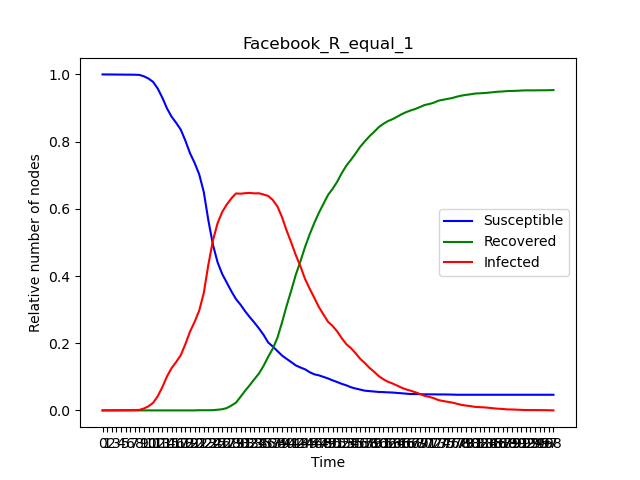 Facebook_R_equal_1
1.0
0.8
0.6
0.4
0.2
0.0
Relative number of nodes
Susceptible
Recovered
Infected
Time